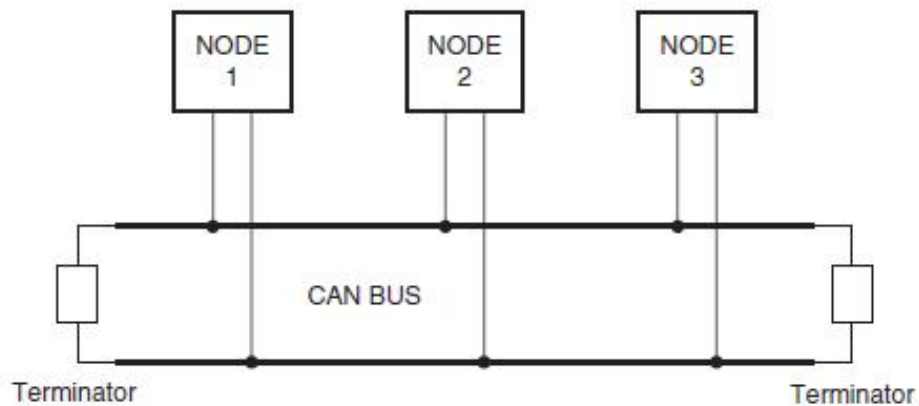 NODE
1
NODE
2
NODE
3
CAN BUS
Terminator
Terminator